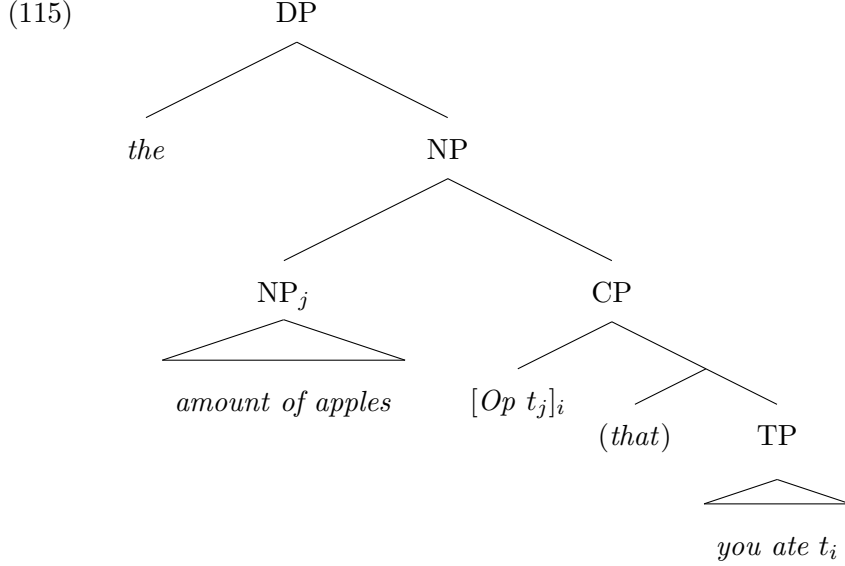 (115) DP
the NP
NP_j CP
amount of apples [Op t_j]_i
(that) TP
you ate t_i